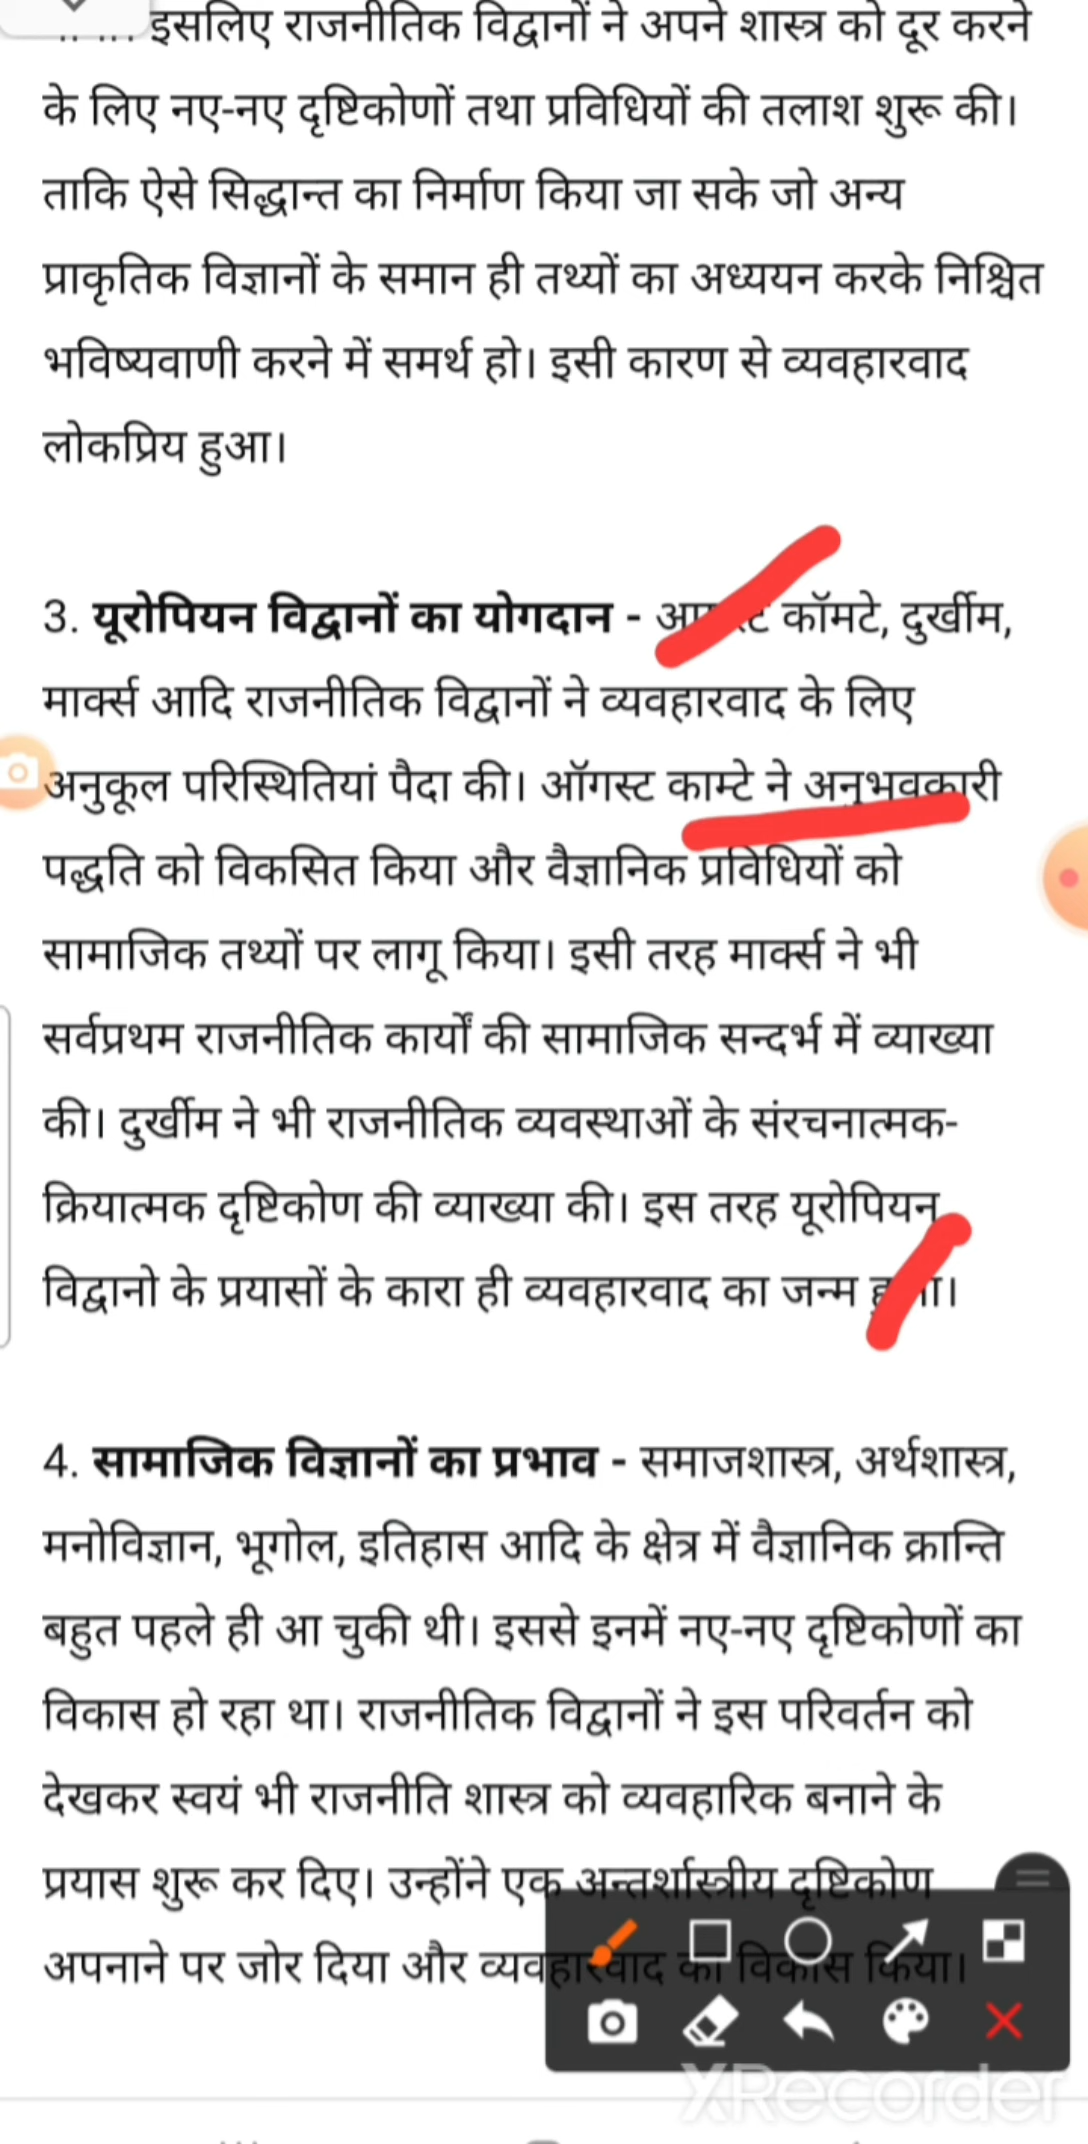 इसलिए राजनीतिक विद्वानों ने अपने शास्त्र को दूर करने
के लिए नए-नए दृष्टिकोणों तथा प्रविधियों की तलाश शुरू की।
ताकि ऐसे सिद्धान्त का निर्माण किया जा सके जो अन्य
प्राकृतिक विज्ञानों के समान ही तथ्यों का अध्ययन करके निश्चित
भविष्यवाणी करने में समर्थ हो। इसी कारण से व्यवहारवाद
लोकप्रिय हुआ।
3. यूरोपियन विद्वानों का योगदान - कॉमटे, दुर्खीम,
मार्क्स आदि राजनीतिक विद्वानों ने व्यवहारवाद के लिए
अनुकूल परिस्थितियां पैदा की। ऑगस्ट काम्टे ने अनुभवकारी
पद्धति को विकसित किया और वैज्ञानिक प्रविधियों को
सामाजिक तथ्यों पर लागू किया। इसी तरह मार्क्स ने भी
सर्वप्रथम राजनीतिक कार्यों की सामाजिक सन्दर्भ में व्याख्या
की। दुर्खीम ने भी राजनीतिक व्यवस्थाओं के संरचनात्मक-
क्रियात्मक दृष्टिकोण की व्याख्या की। इस तरह यूरोपियन
विद्वानो के प्रयासों के कारा ही व्यवहारवाद का जन्म
4. सामाजिक विज्ञानों का प्रभाव - समाजशास्त्र, अर्थशास्त्र,
मनोविज्ञान, भूगोल, इतिहास आदि के क्षेत्र में वैज्ञानिक क्रान्ति
बहुत पहले ही आ चुकी थी। इससे इनमें नए-नए दृष्टिकोणों का
विकास हो रहा था। राजनीतिक विद्वानों ने इस परिवर्तन को
देखकर स्वयं भी राजनीति शास्त्र को व्यवहारिक बनाने के
प्रयास शुरू कर दिए। उन्होंने एक अन्तर्शास्त्रीय दृष्टिकोण
अपनाने पर जोर दिया और व्यवहारवाद का विकास किया।
XRecorder